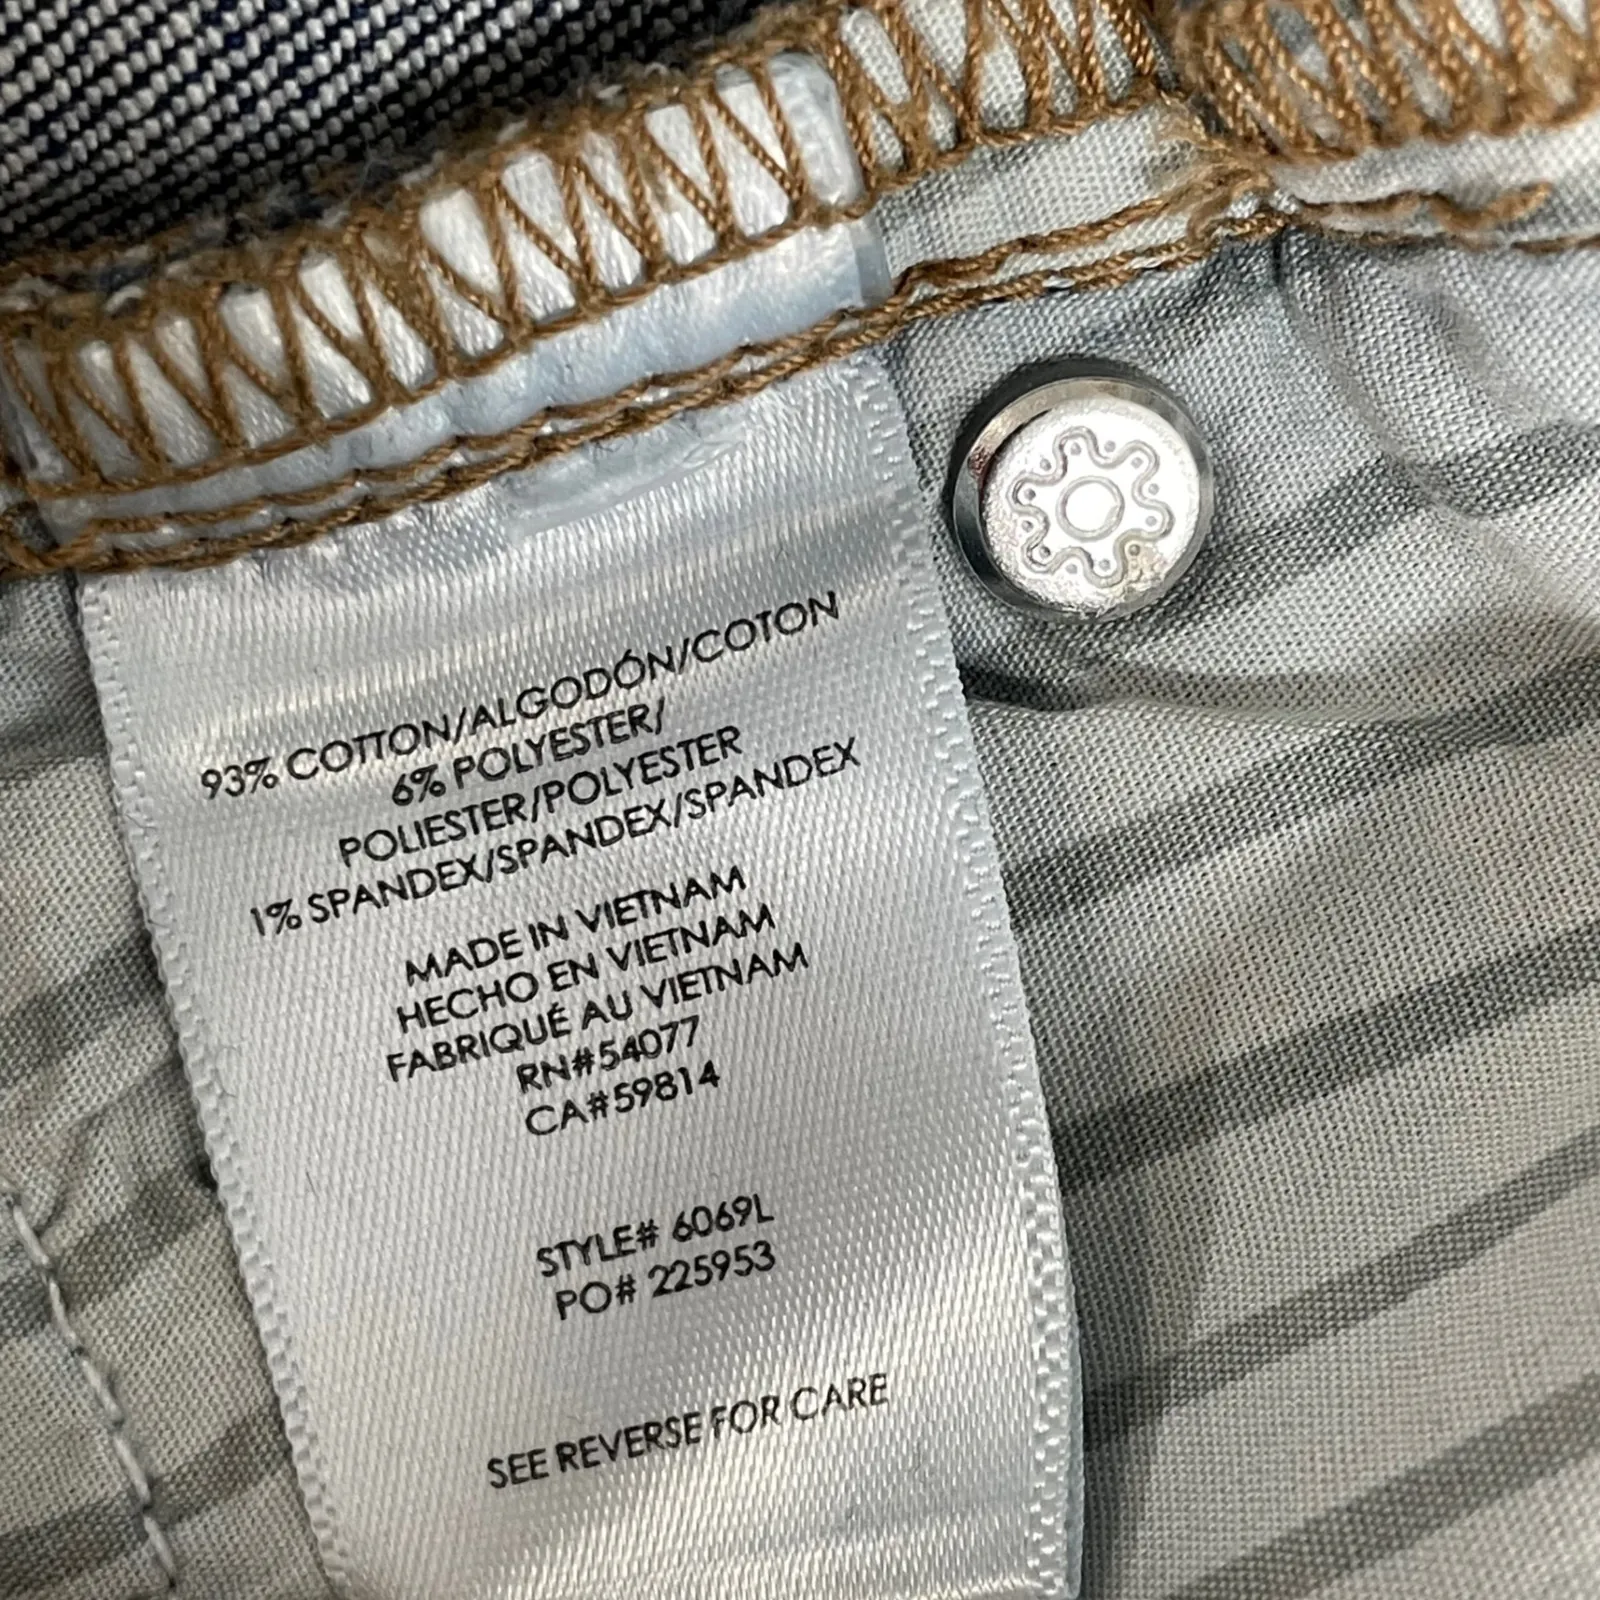 93% COTTON/ALGODÓN/COTON
6% POLYESTER/
POLIESTER/POLYESTER
1% SPANDEX/SPANDEX/SPANDEX
MADE IN VIETNAM
HECHO EN VIETNAM
FABRIQUÉ AU VIETNAM
RN#54077
CA#59814
STYLE# 6069L
PO# 225953
SEE REVERSE FOR CARE